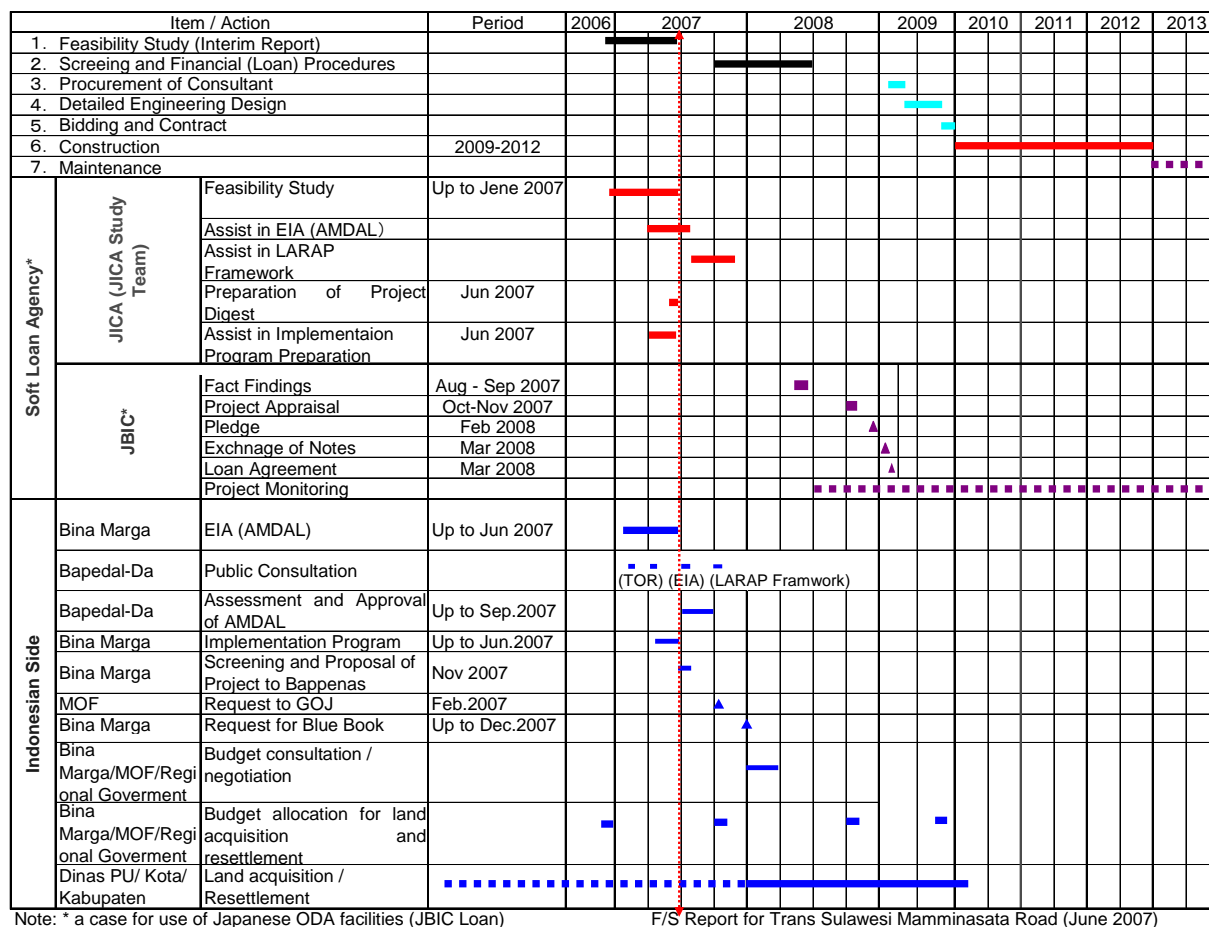 Item / Action Period 2006 2007 2008 2009 2010 2011 2012 2013
1. Feasibility Study (Interim Report)
2. Screeing and Financial (Loan) Procedures
3. Procurement of Consultant
4. Detailed Engineering Design
5. Bidding and Contract
6. Construction 2009-2012
7. Maintenance
Soft Loan Agency*
JICA (JICA Study
Team)
Feasibility Study Up to Jene 2007
Assist in EIA (AMDAL)
Assist in LARAP
Framework
Preparation of Project Jun 2007
Digest
Assist in Implementaion Jun 2007
Program Preparation
JBIC*
Fact Findings Aug - Sep 2007
Project Appraisal Oct-Nov 2007
Pledge Feb 2008
Exchnage of Notes Mar 2008
Loan Agreement Mar 2008
Project Monitoring
Indonesian Side
Bina Marga EIA (AMDAL) Up to Jun 2007
Bapedal-Da Public Consultation
(TOR) (EIA) (LARAP Framwork)
Bapedal-Da Assessment and Approval Up to Sep.2007
of AMDAL
Bina Marga Implementation Program Up to Jun.2007
Bina Marga Screening and Proposal of Nov 2007
Project to Bappenas
MOF Request to GOJ Feb.2007
Bina Marga Request for Blue Book Up to Dec.2007
Bina Budget consultation /
Marga/MOF/Regi negotiation
onal Goverment
Bina Budget allocation for land
Marga/MOF/Regi acquisition and
onal Goverment resettlement
Dinas PU/ Kota/ Land acquisition /
Kabupaten Resettlement
Note: * a case for use of Japanese ODA facilities (JBIC Loan) F/S Report for Trans Sulawesi Mamminasata Road (June 2007)